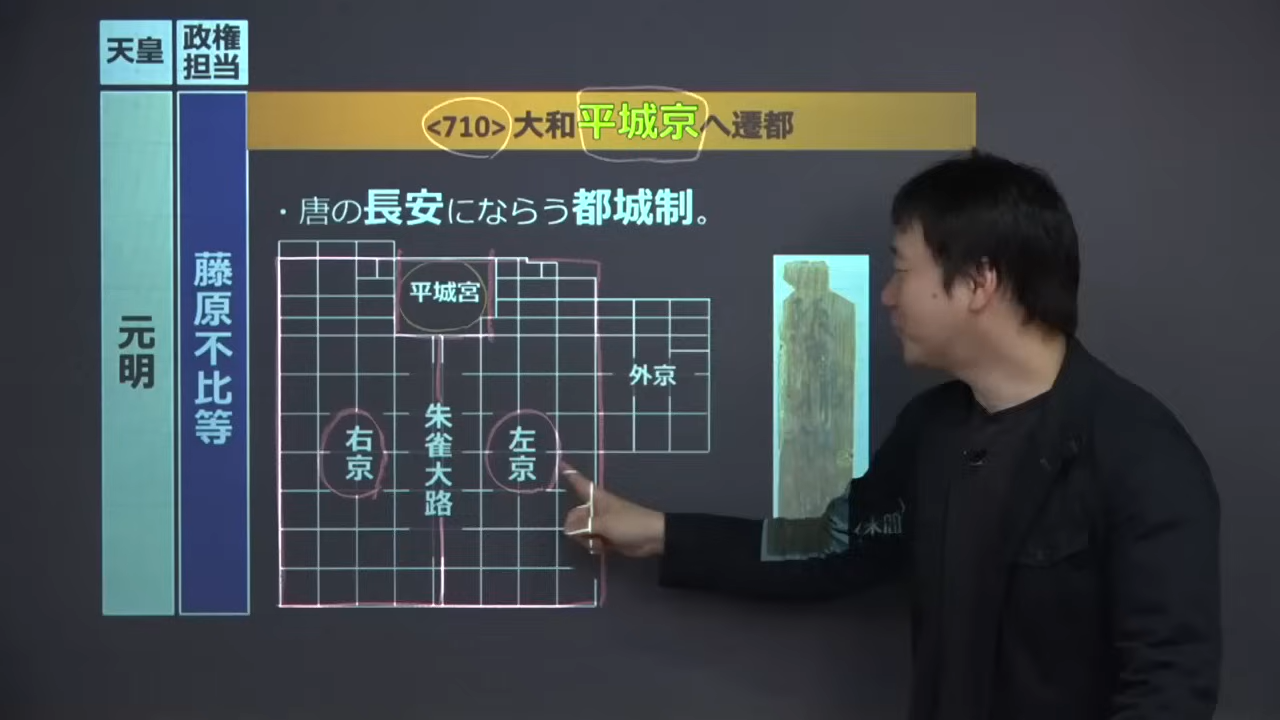 天皇
政権
担当
<710>大和平城京へ遷都
・唐の長安にならう都城制。
元明
藤原不比等
平城宮
外京
右京
朱雀大路
左京